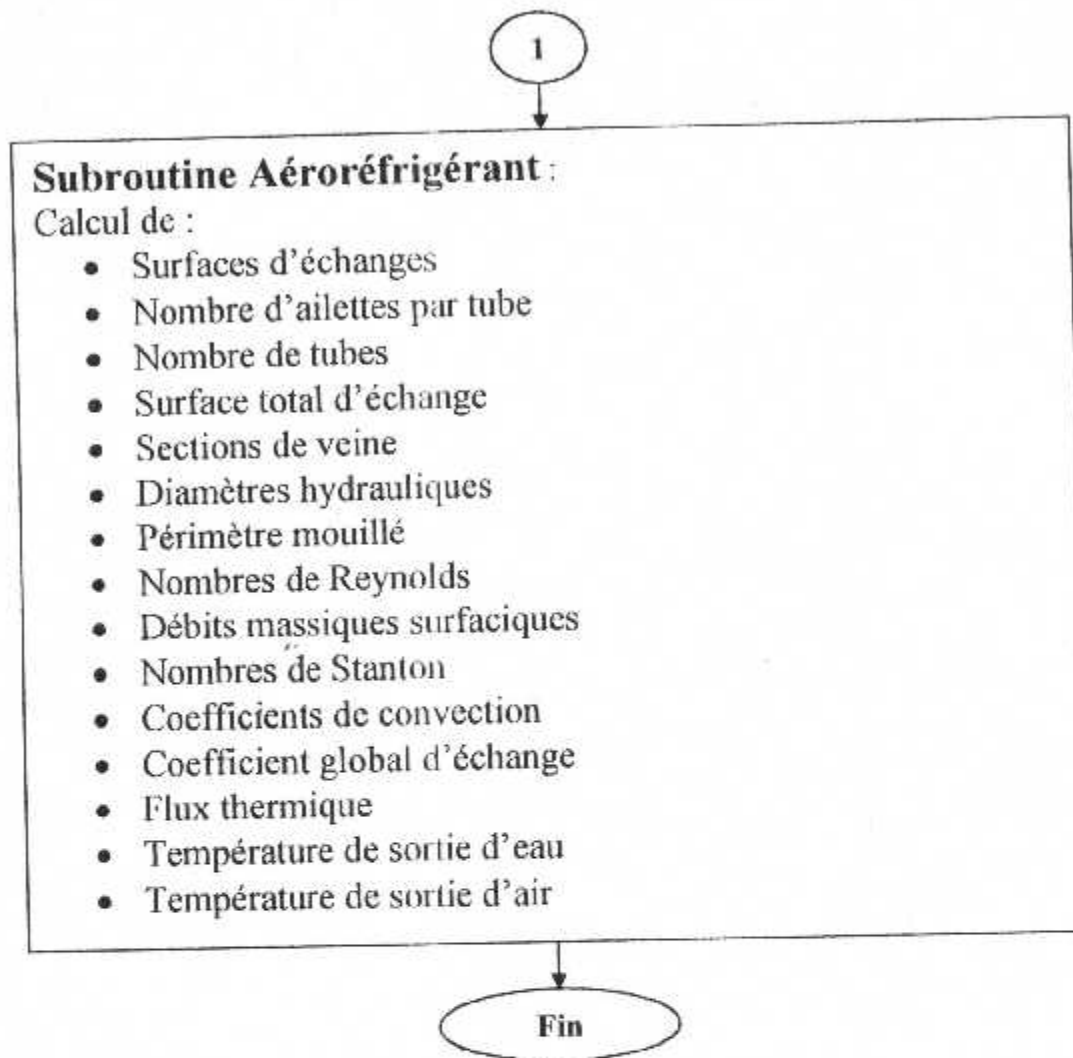 1
Subroutine Aéroréfrigérant :
Calcul de :
• Surfaces d'échanges
• Nombre d'ailettes par tube
• Nombre de tubes
• Surface total d'échange
• Sections de veine
• Diamètres hydrauliques
• Périmètre mouillé
• Nombres de Reynolds
• Débits massiques surfaciques
• Nombres de Stanton
• Coefficients de convection
• Coefficient global d'échange
• Flux thermique
• Température de sortie d'eau
• Température de sortie d'air
Fin